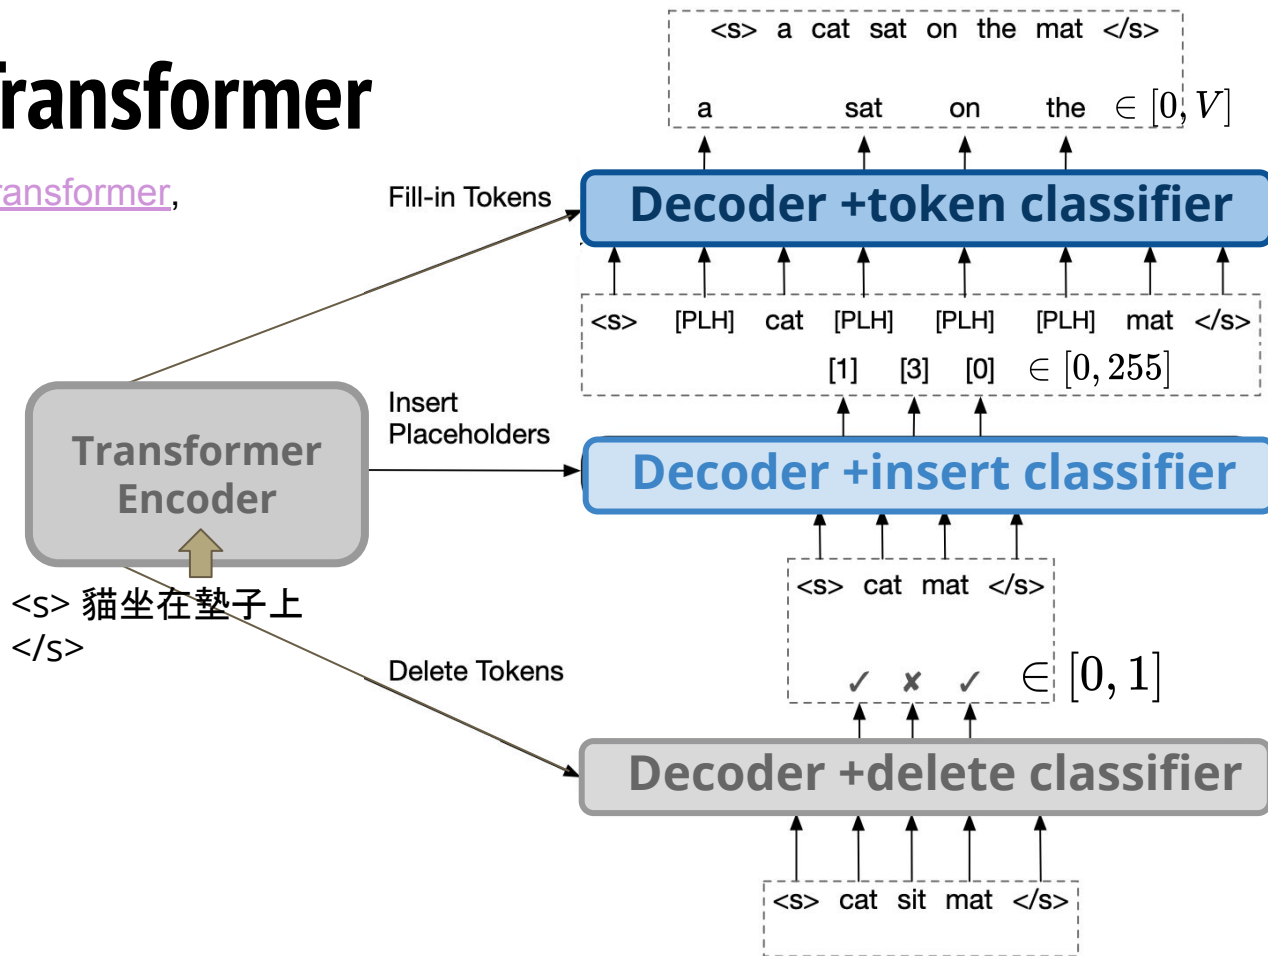 ransformer
ransformer,
<s> a cat sat on the mat </s>
a sat on the ∈ [0, V]
Fill-in Tokens
Decoder +token classifier
<s> [PLH] cat [PLH] [PLH] [PLH] mat </s>
[1] [3] [0] ∈ [0, 255]
Insert
Placeholders
Decoder +insert classifier
Transformer
Encoder
<s> 貓坐在墊子上
</s>
<s> cat mat </s>
✓ ✘ ✓ ∈ [0, 1]
Delete Tokens
Decoder +delete classifier
<s> cat sit mat </s>